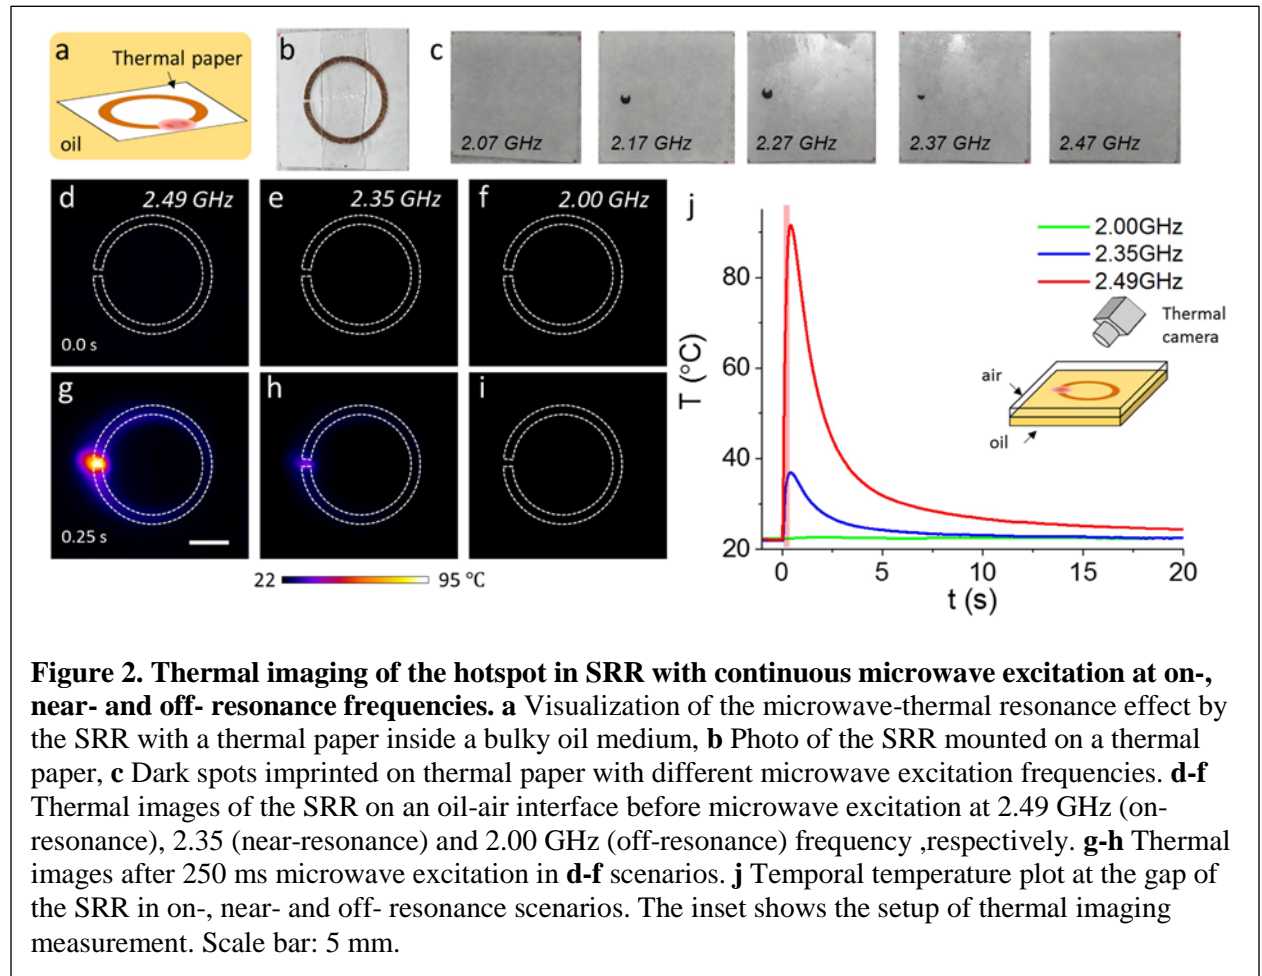 a
Thermal paper
oil
b
c
2.07 GHz
2.17 GHz
2.27 GHz
2.37 GHz
2.47 GHz
d
2.49 GHz
0.0 s
e
2.35 GHz
f
2.00 GHz
g
0.25 s
h
i
22
95 °C
j
2.00GHz
2.35GHz
2.49GHz
Thermal
camera
air
oil
T (°C)
80
60
40
20
0
5
10
15
20
t (s)
Figure 2. Thermal imaging of the hotspot in SRR with continuous microwave excitation at on-,
near- and off- resonance frequencies. a Visualization of the microwave-thermal resonance effect by
the SRR with a thermal paper inside a bulky oil medium, b Photo of the SRR mounted on a thermal
paper, c Dark spots imprinted on thermal paper with different microwave excitation frequencies. d-f
Thermal images of the SRR on an oil-air interface before microwave excitation at 2.49 GHz (on-
resonance), 2.35 (near-resonance) and 2.00 GHz (off-resonance) frequency ,respectively. g-h Thermal
images after 250 ms microwave excitation in d-f scenarios. j Temporal temperature plot at the gap of
the SRR in on-, near- and off- resonance scenarios. The inset shows the setup of thermal imaging
measurement. Scale bar: 5 mm.